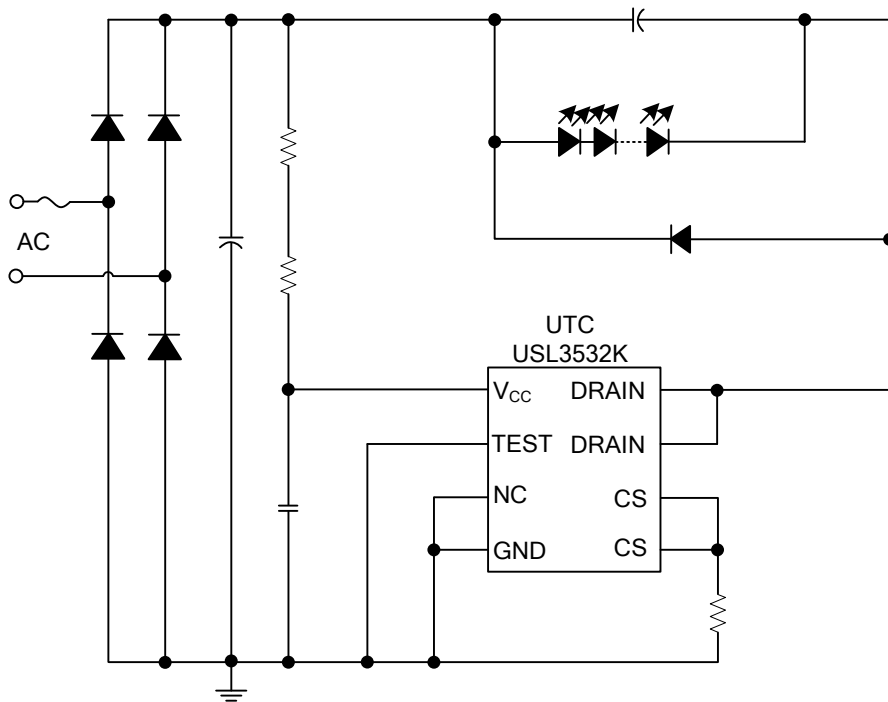 AC
UTC
USL3532K
VCC DRAIN
TEST DRAIN
NC CS
GND CS